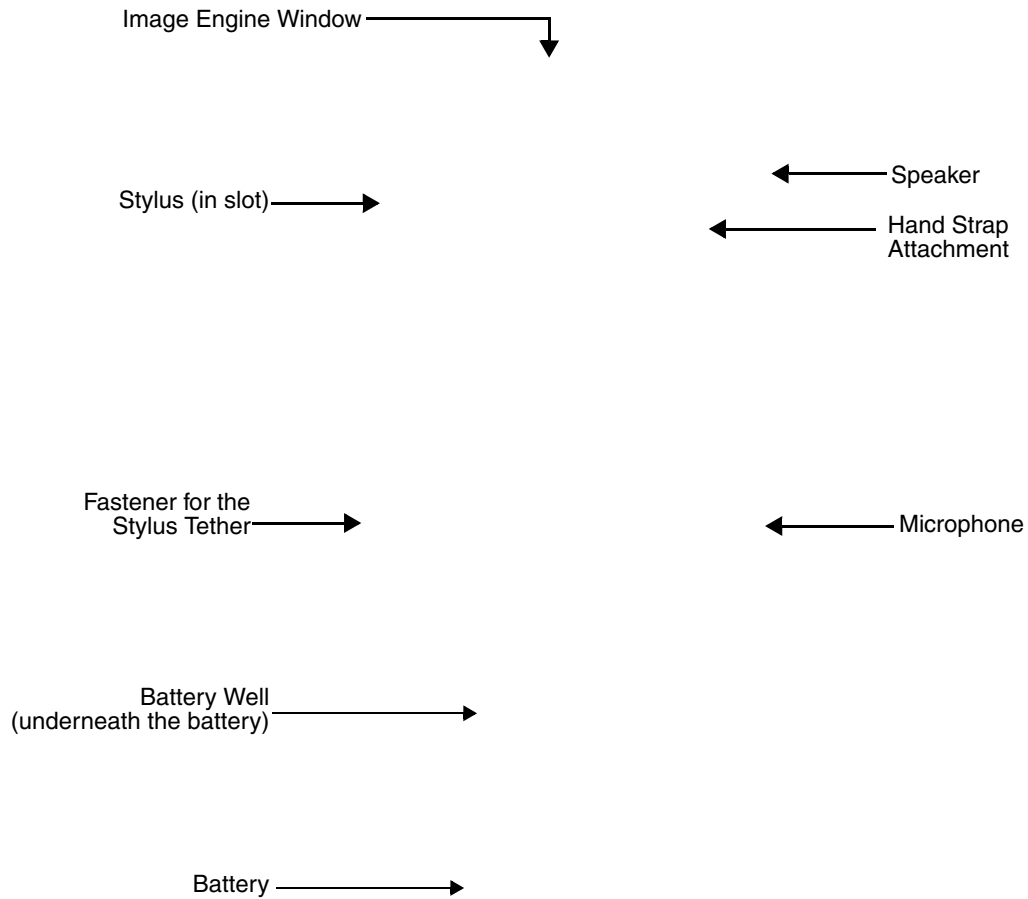 Image Engine Window
Stylus (in slot)
Speaker
Hand Strap
Attachment
Fastener for the
Stylus Tether
Microphone
Battery Well
(underneath the battery)
Battery